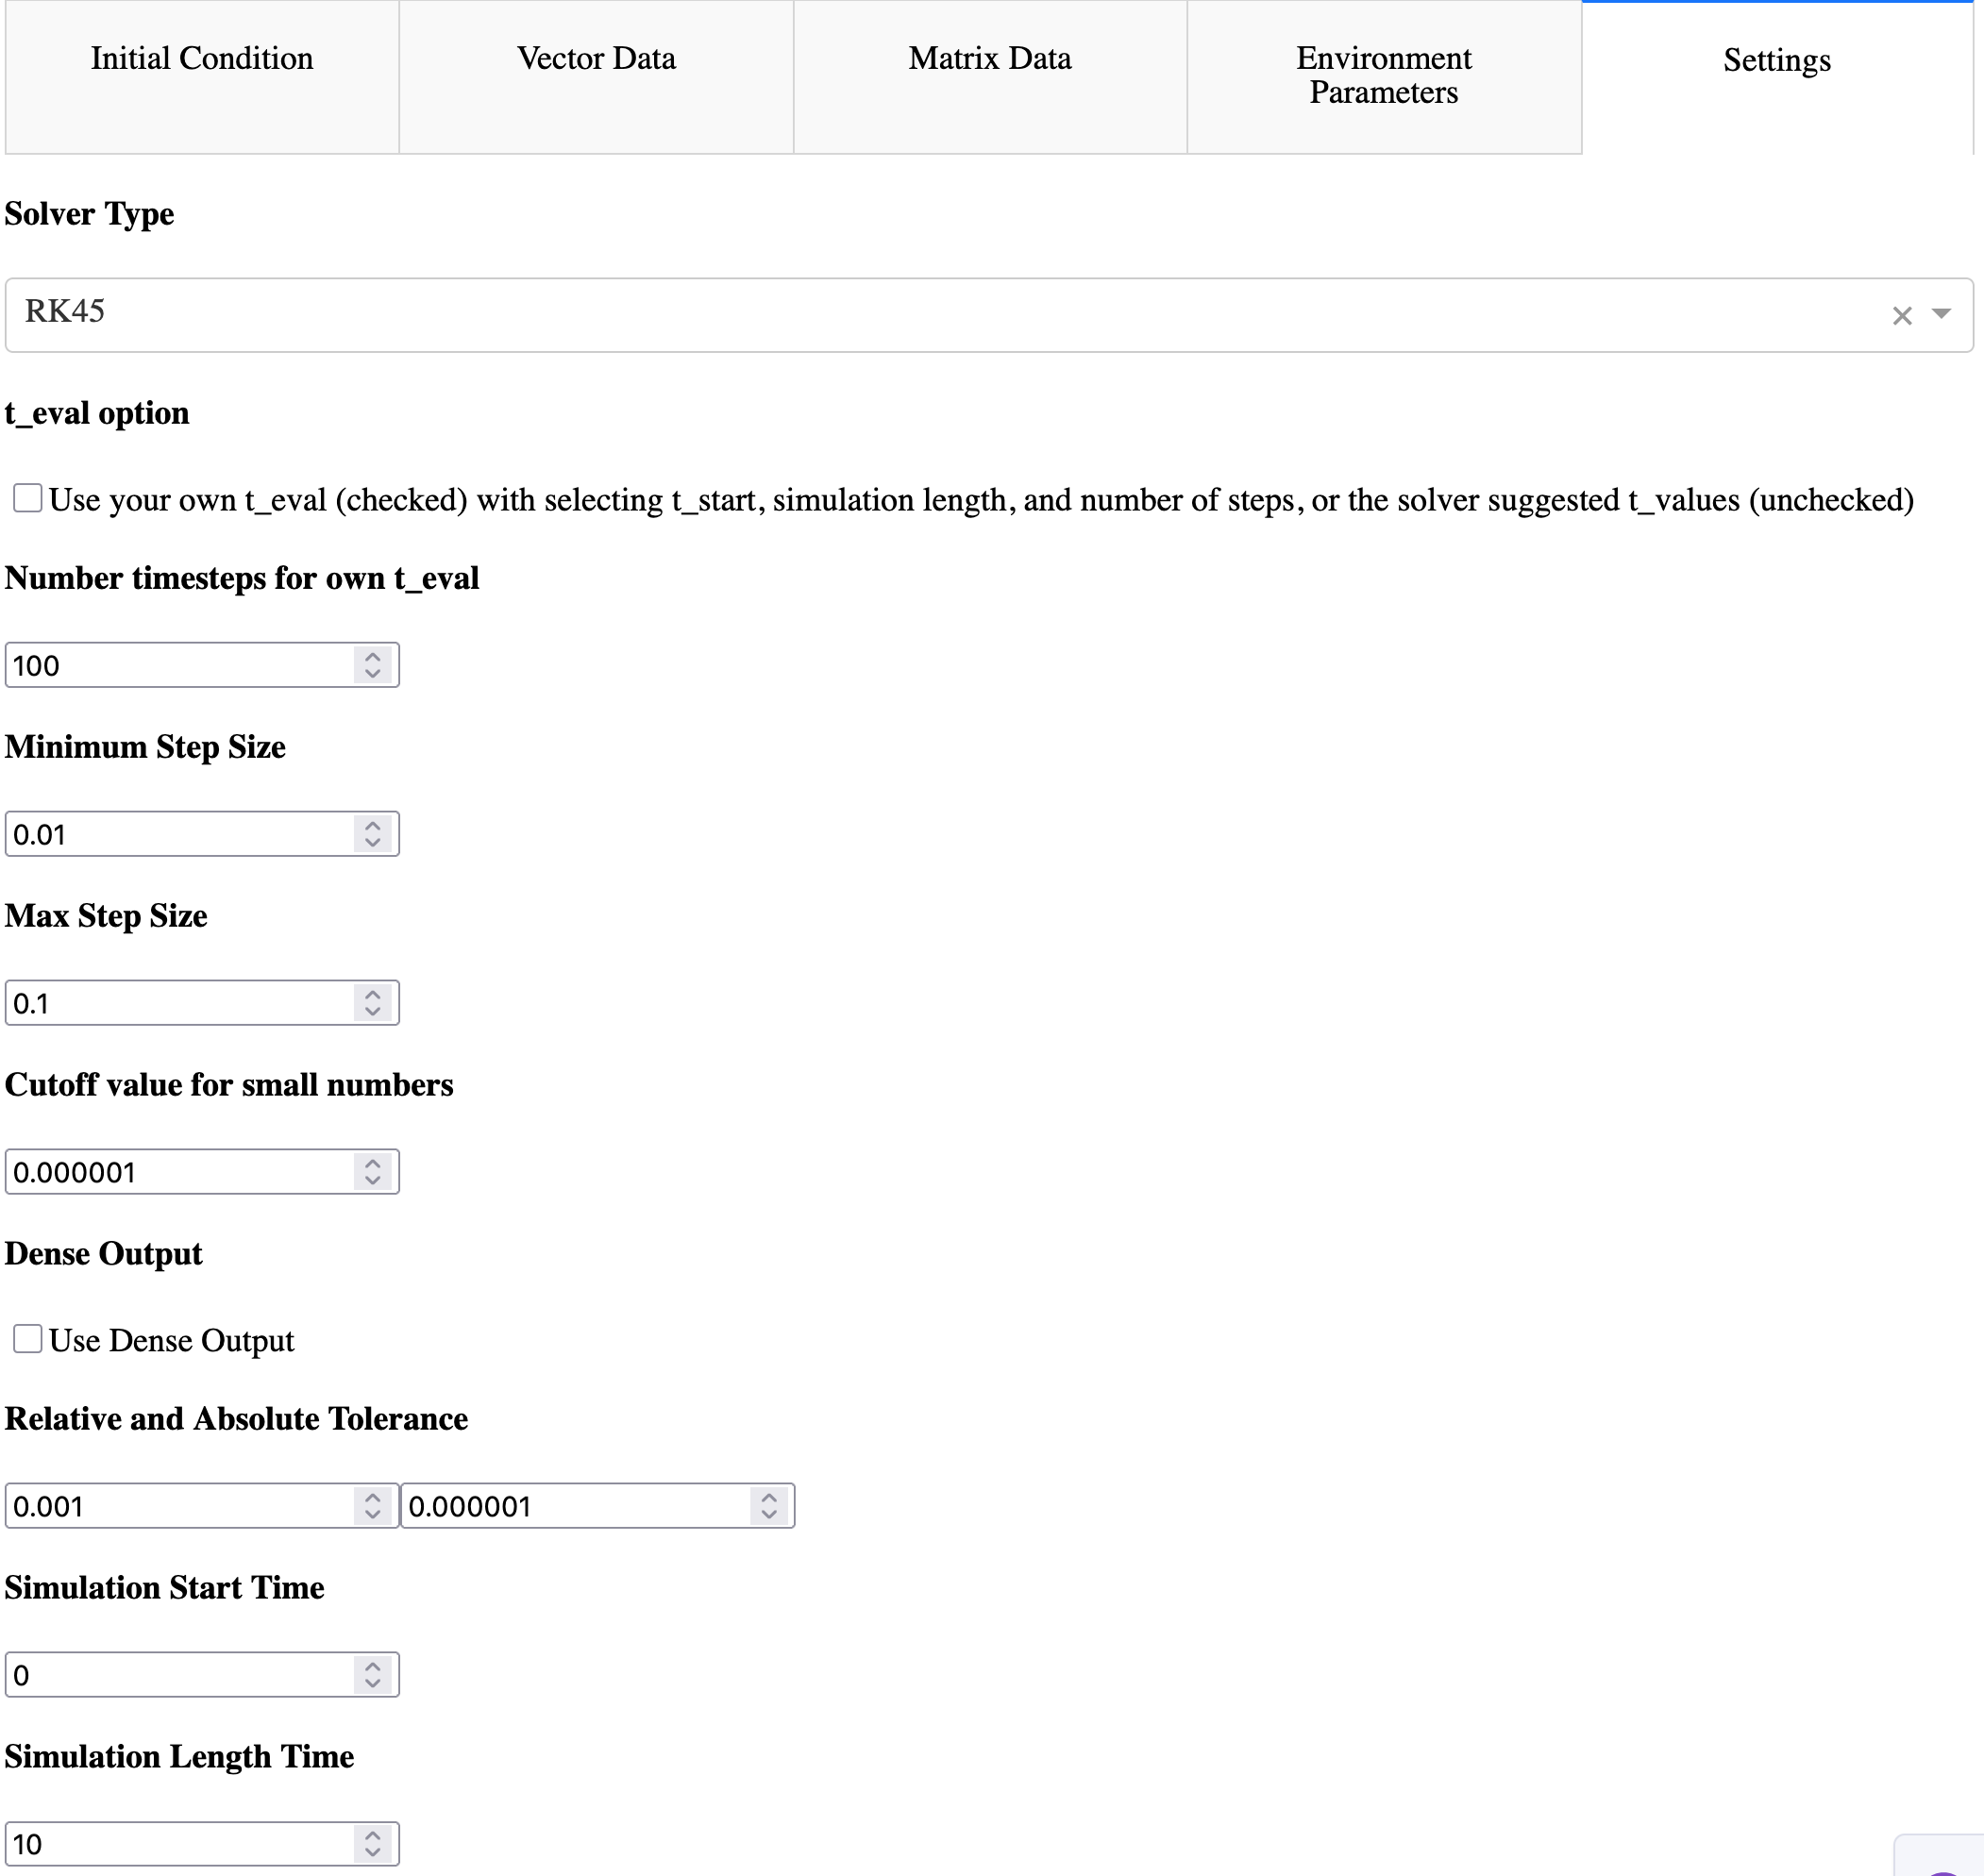 Initial Condition
Vector Data
Matrix Data
Environment
Parameters
Settings
Solver Type
RK45
t_eval option
Use your own t_eval (checked) with selecting t_start, simulation length, and number of steps, or the solver suggested t_values (unchecked)
Number timesteps for own t_eval
100
Minimum Step Size
0.01
Max Step Size
0.1
Cutoff value for small numbers
0.000001
Dense Output
Use Dense Output
Relative and Absolute Tolerance
0.001 0.000001
Simulation Start Time
0
Simulation Length Time
10